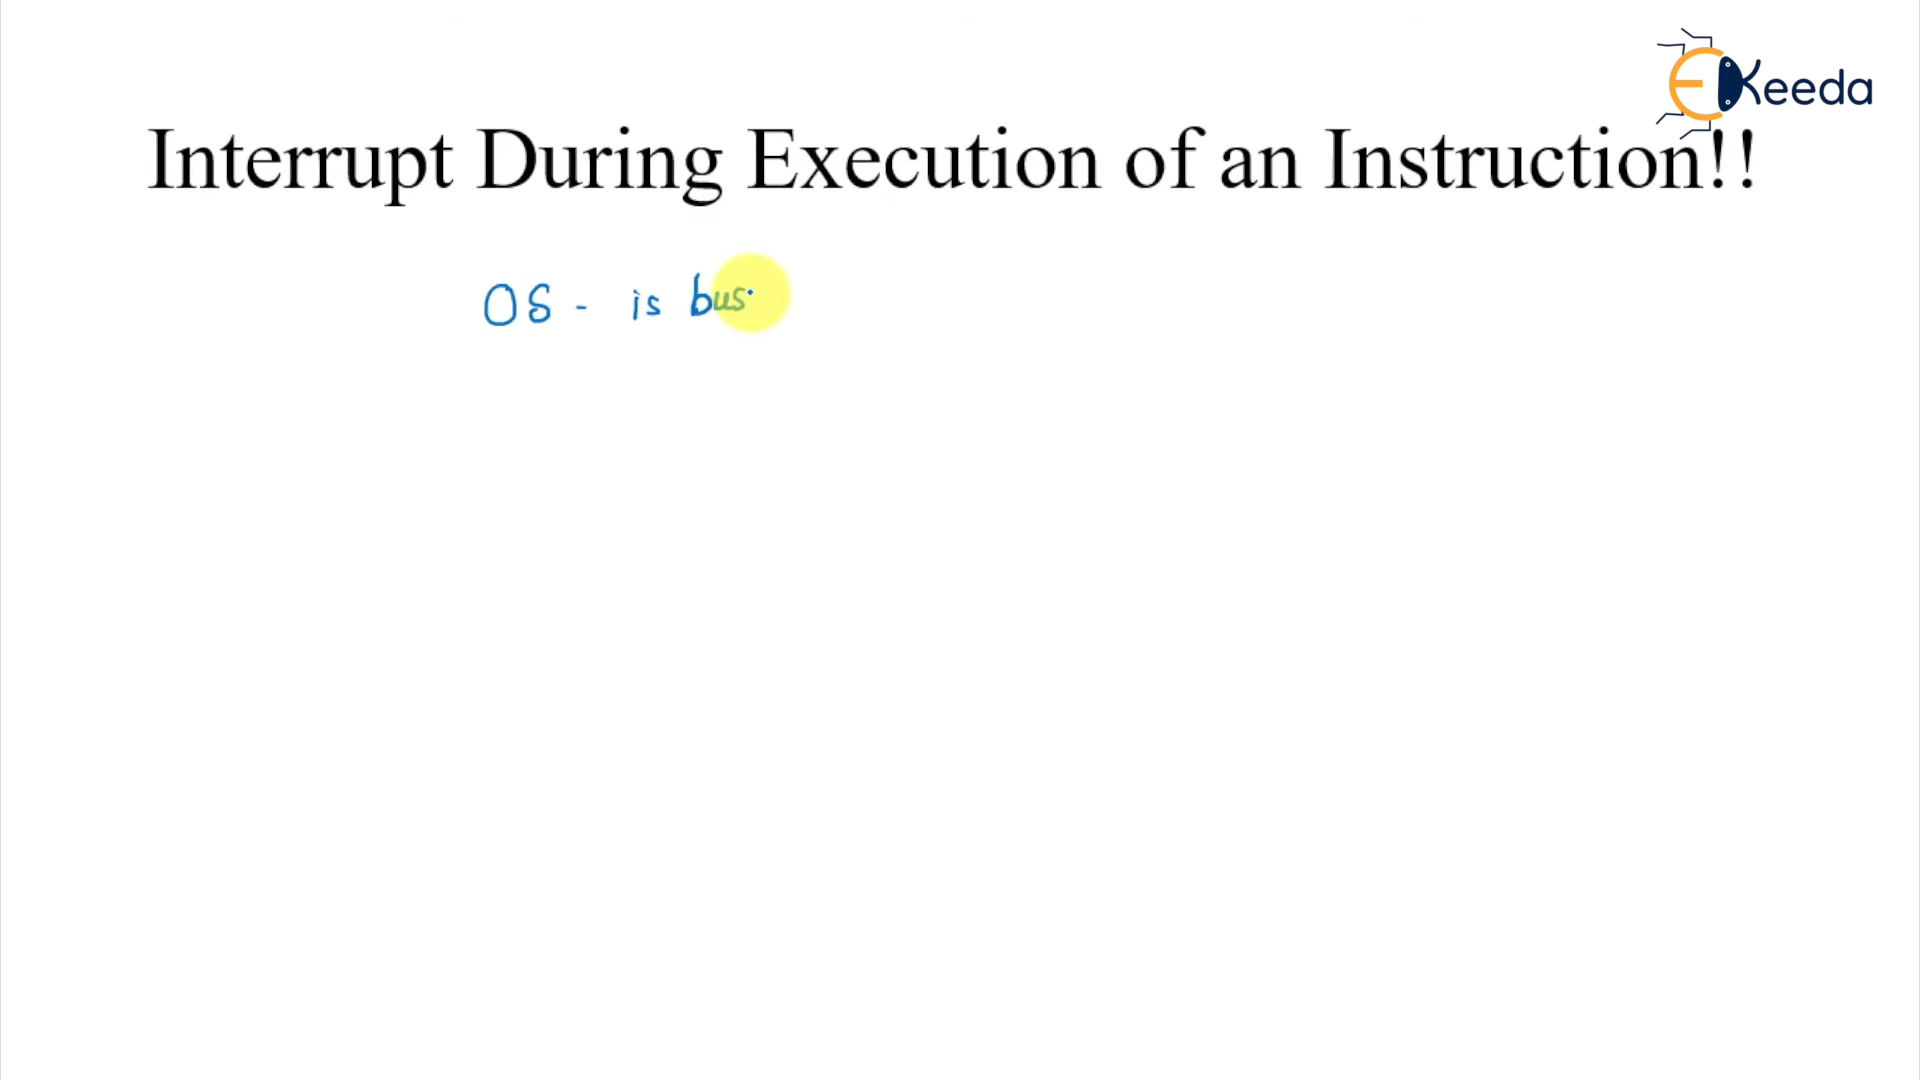 EKeeda
Interrupt During Execution of an Instruction!!
OS - is bus